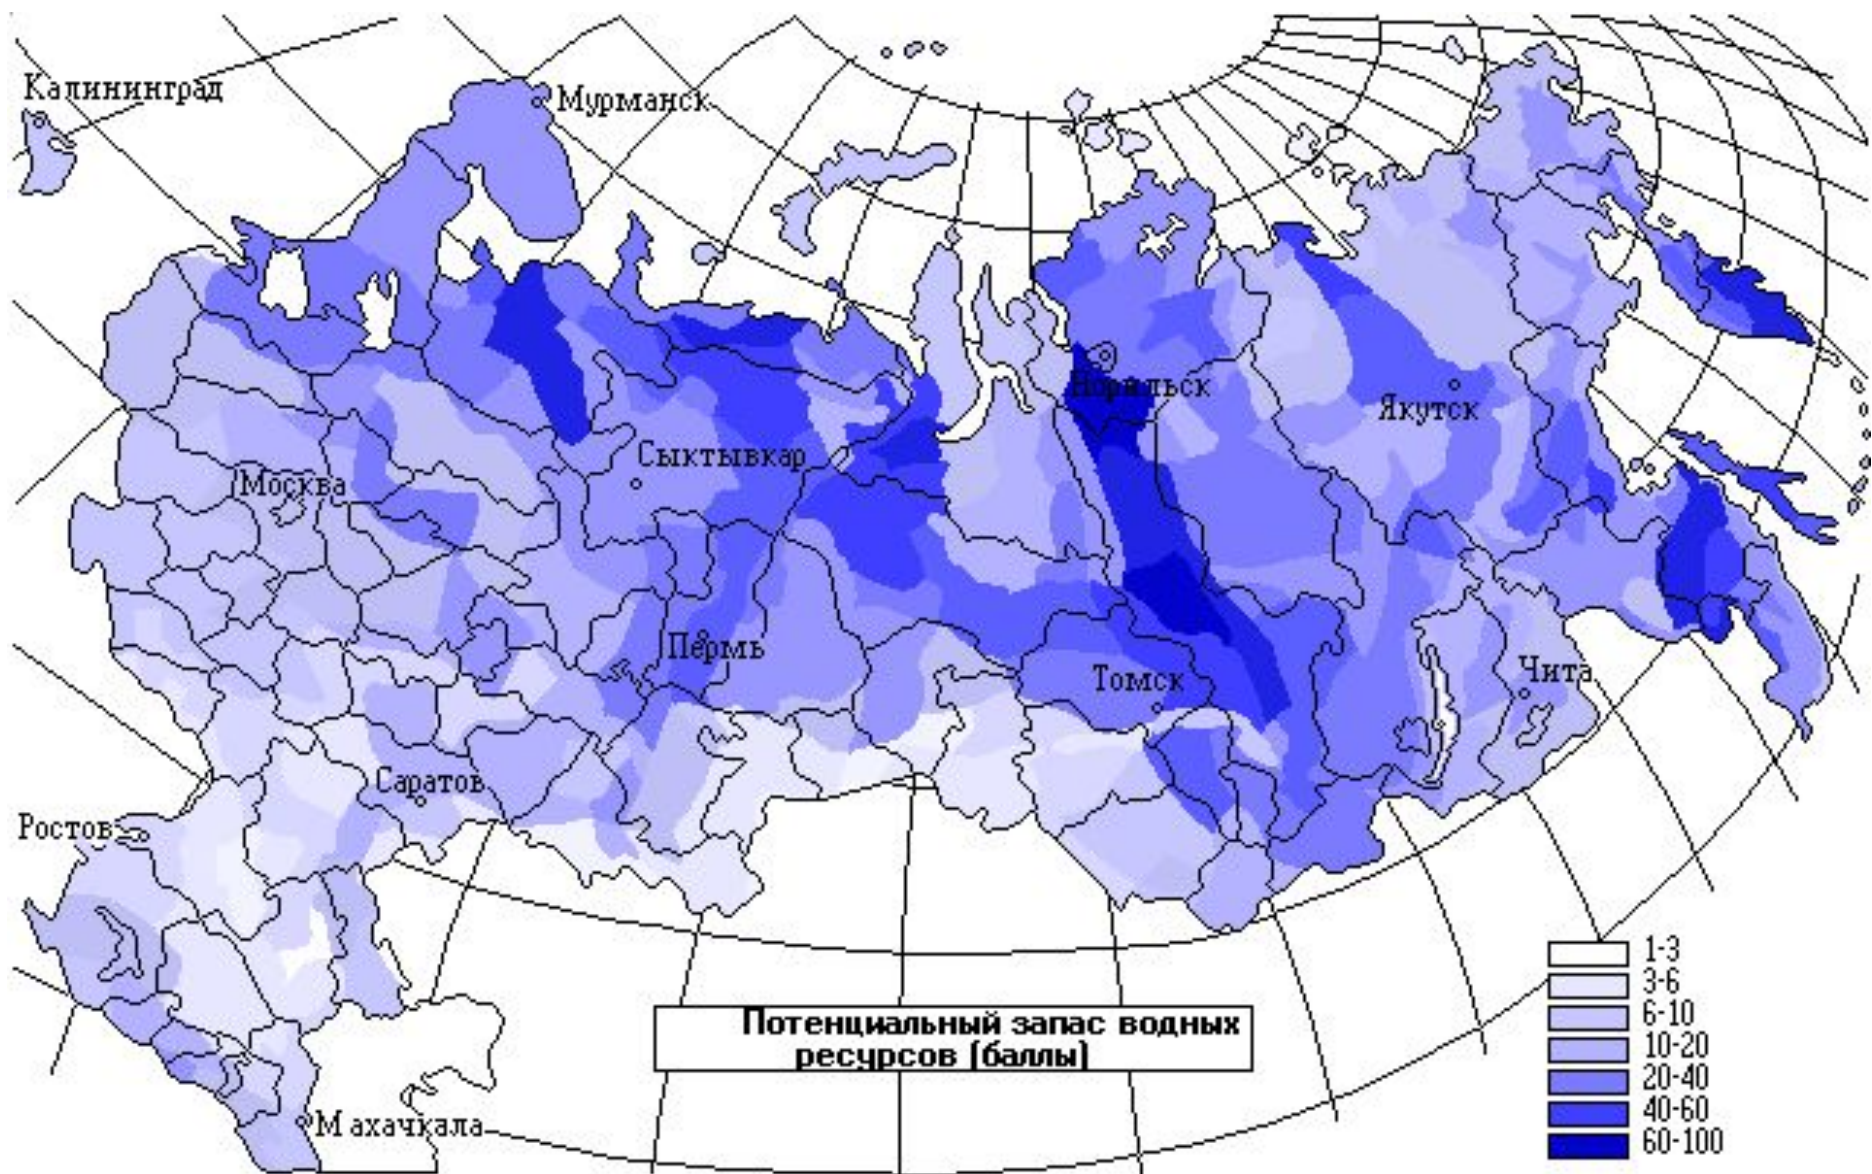 Калининград
Мурманск
Норильск
Якутск
Сыктывкар
Москва
Пермь
Томск
Чита
Саратов
Ростов
Махачкала
Потенциальный запас водных
ресурсов (баллы)
1-3
3-6
6-10
10-20
20-40
40-60
60-100